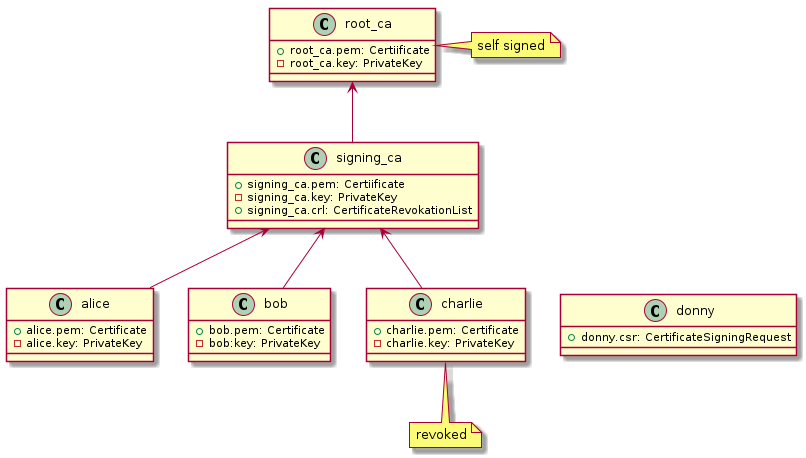 C root_ca
root_ca.pem: Certiificate
root_ca.key: PrivateKey
self signed
C signing_ca
signing_ca.pem: Certiificate
signing_ca.key: PrivateKey
signing_ca.crl: CertificateRevokationList
C alice
alice.pem: Certificate
alice.key: PrivateKey
C bob
bob.pem: Certificate
bob:key: PrivateKey
C charlie
charlie.pem: Certificate
charlie.key: PrivateKey
C donny
donny.csr: CertificateSigningRequest
revoked